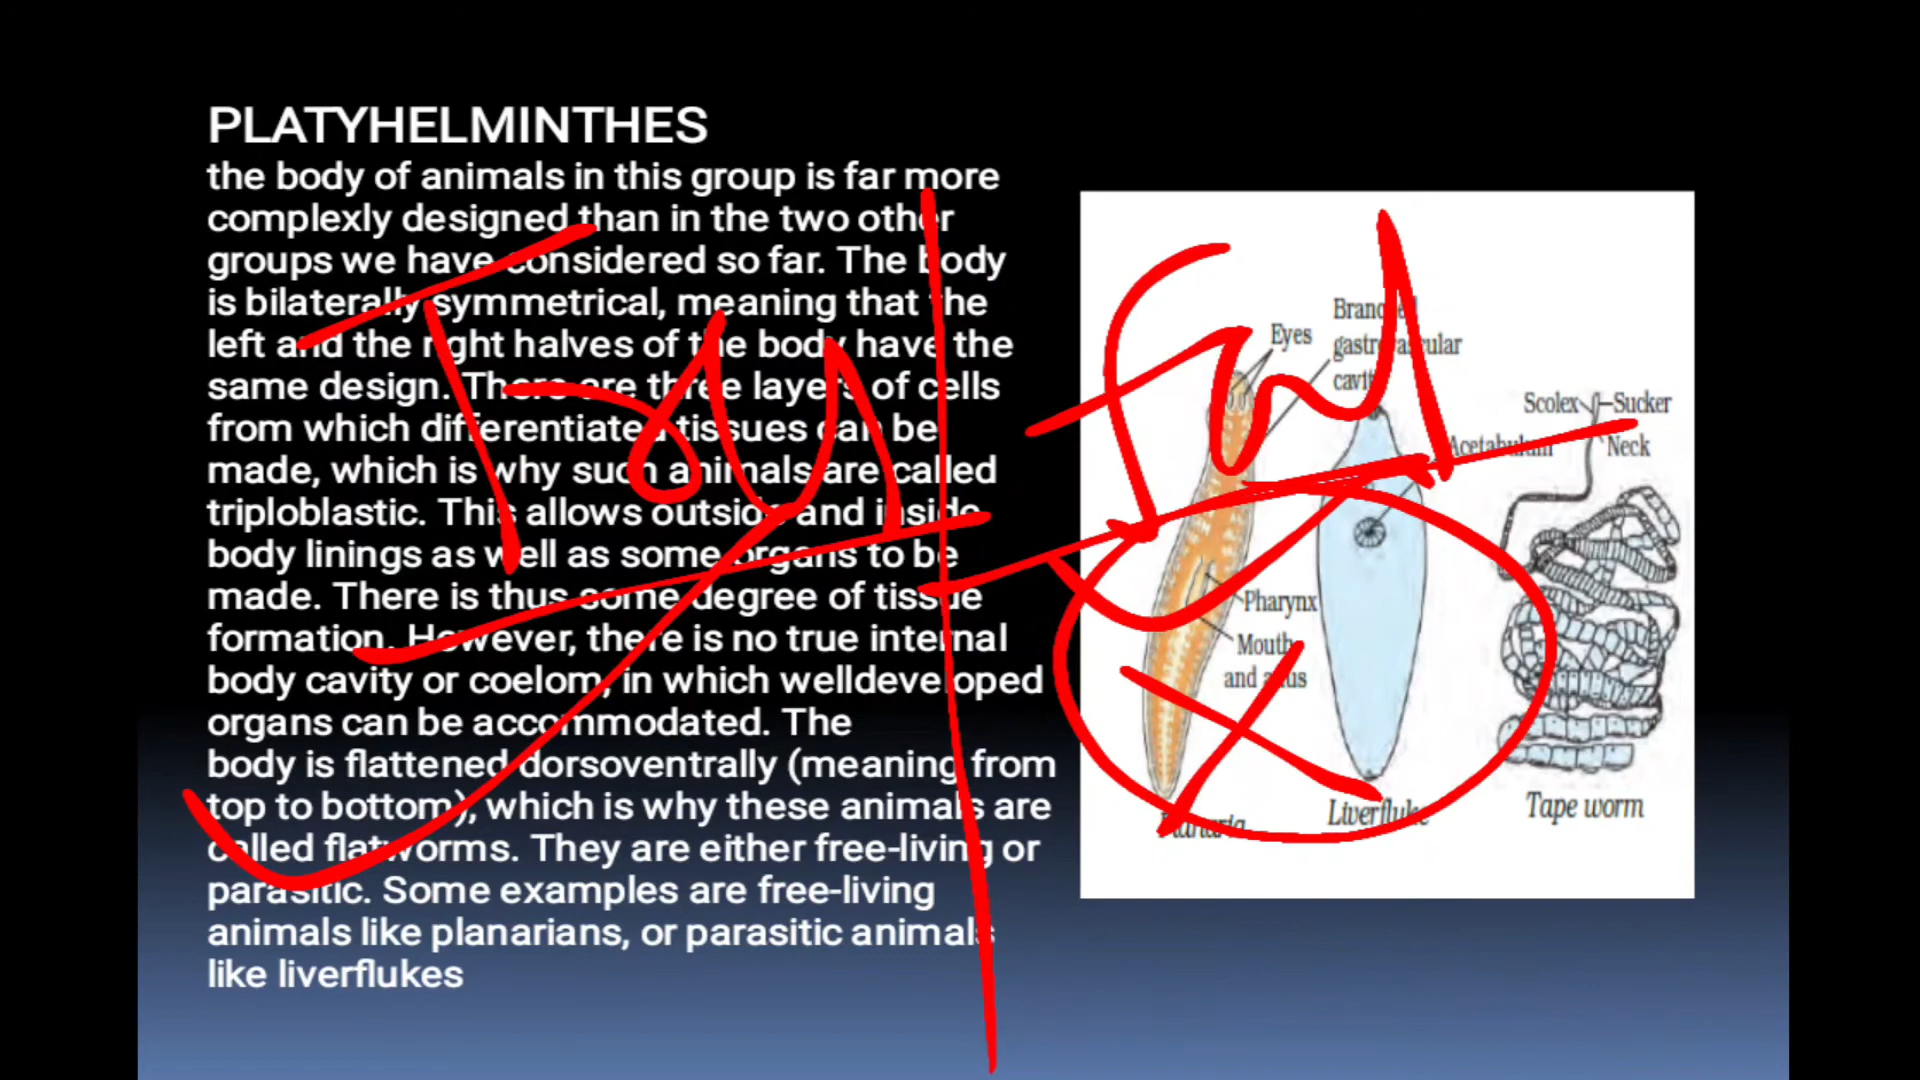 PLATYHELMINTHES
the body of animals in this group is far more
complexly designed than in the two other
groups we have considered so far. The body
is bilaterally symmetrical, meaning that the
left and the right halves of the body have the
same design. There are three layers of cells
from which differentiated tissues can be
made, which is why such animals are called
triploblastic. This allows outside and inside
body linings as well as some organs to be
made. There is thus some degree of tissue
formation. However, there is no true internal
body cavity or coelom, in which welldeveloped
organs can be accommodated. The
body is flattened dorsoventrally (meaning from
top to bottom), which is why these animals are
called flatworms. They are either free-living or
parasitic. Some examples are free-living
animals like planarians, or parasitic animals
like liverflukes
Eyes
Branched
gastrovascular
cavity
Scolex
Sucker
Acetabulum
Neck
Pharynx
Mouth
and anus
Planaria
Liverfluke
Tape worm